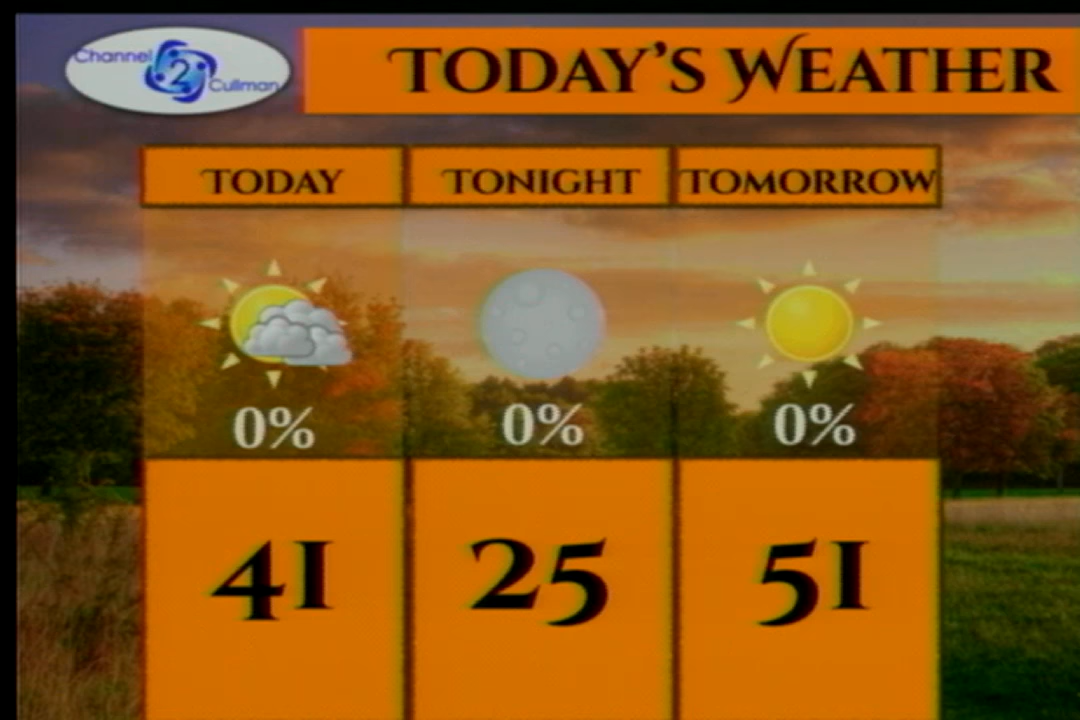 Channel
2
Cullman
TODAY'S WEATHER
TODAY
TONIGHT
TOMORROW
0%
0%
0%
41
25
51